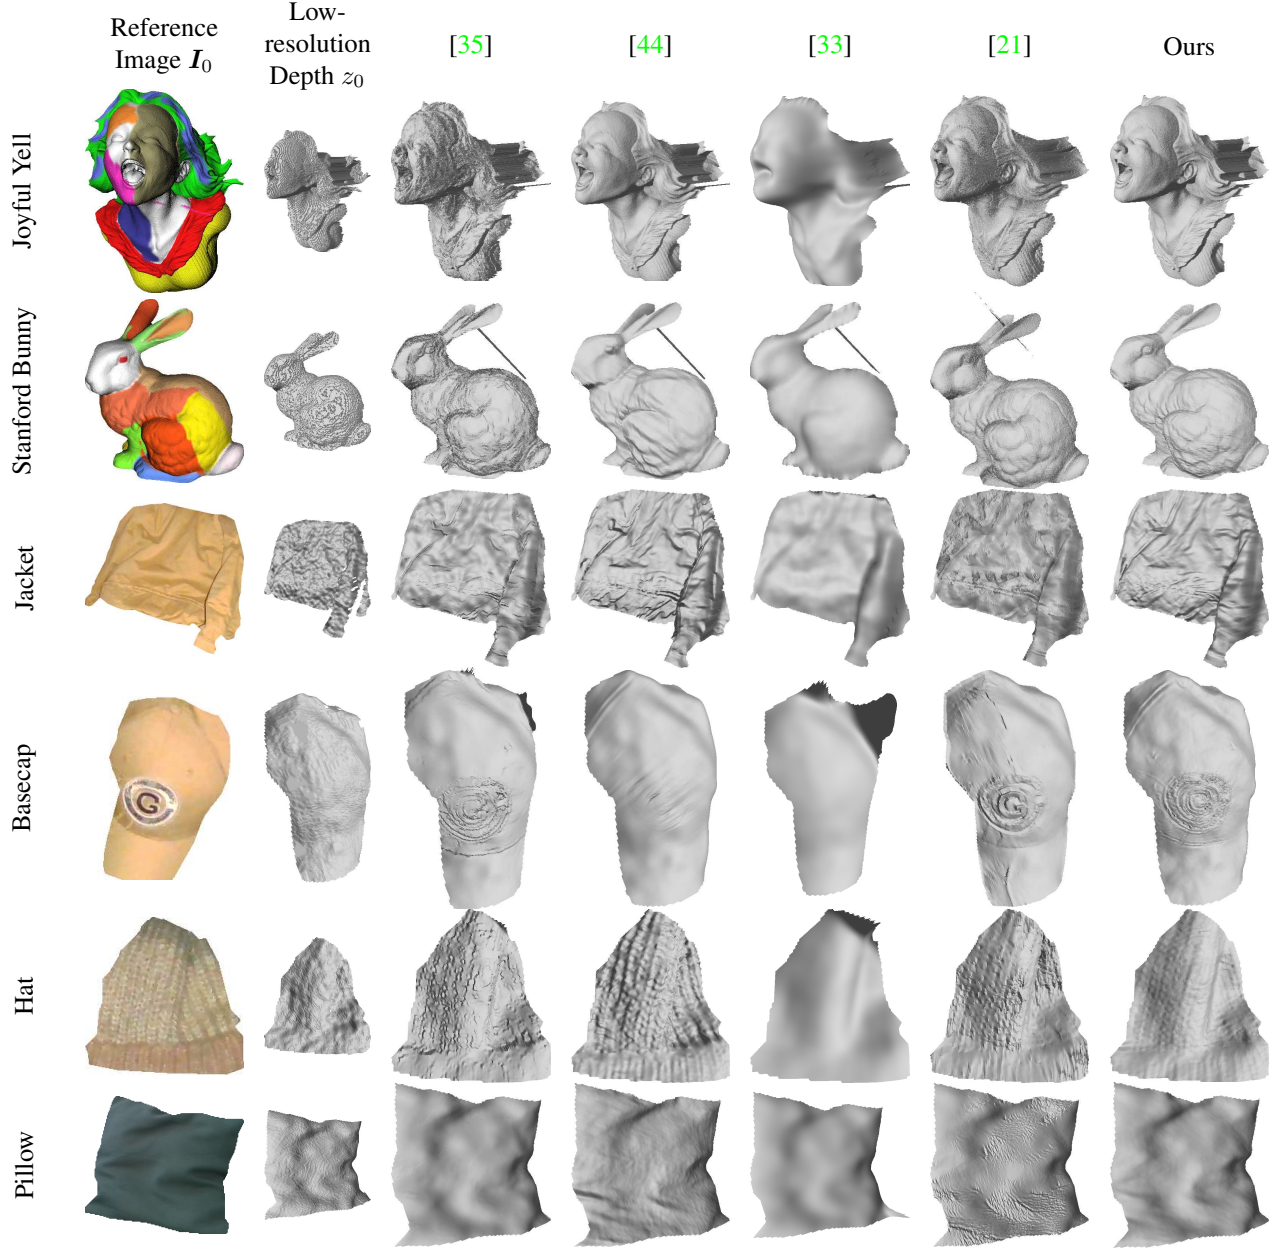 Reference
Image I₀
Low-
resolution
Depth z₀
[35]
[44]
[33]
[21]
Ours
Joyful Yell
Stanford Bunny
Jacket
Basecap
G
G
Hat
Pillow